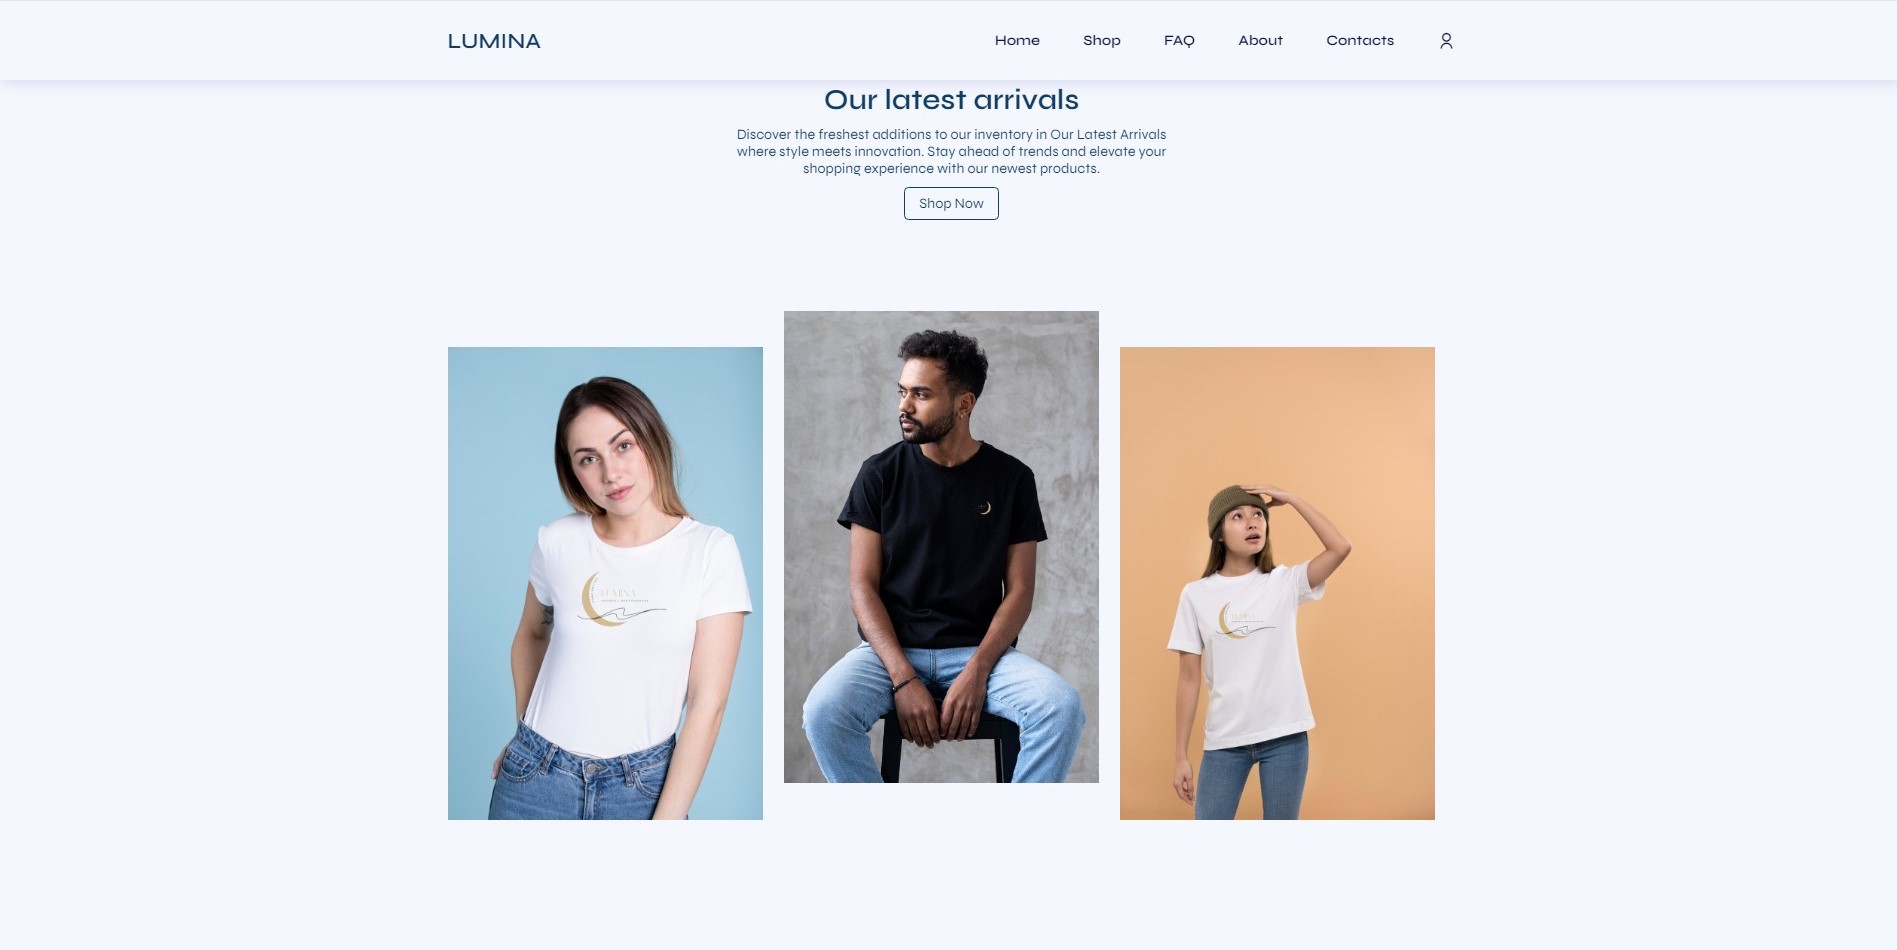 LUMINA
Home
Shop
FAQ
About
Contacts
Our latest arrivals
Discover the freshest additions to our inventory in Our Latest Arrivals
where style meets innovation. Stay ahead of trends and elevate your
shopping experience with our newest products.
Shop Now
LUMINA